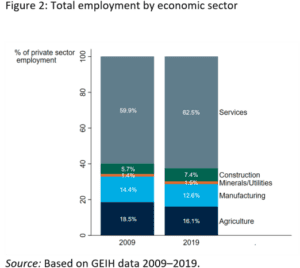 Figure 2: Total employment by economic sector
% of private sector
employment
100
80
60
40
20
0
59.9%
5.7%
1.4%
14.4%
18.5%
62.5%
7.4%
1.5%
12.6%
16.1%
Services
Construction
Minerals/Utilities
Manufacturing
Agriculture
2009
2019
Source: Based on GEIH data 2009–2019.